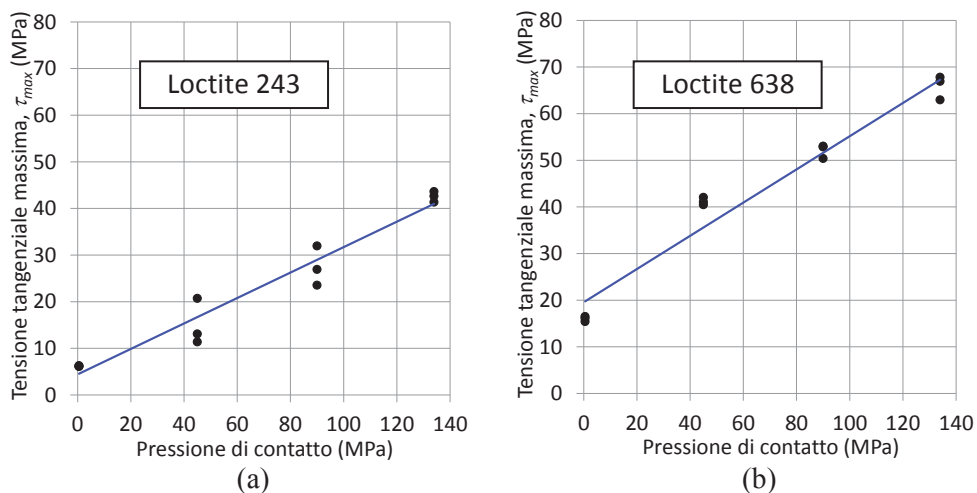 Tensione tangenziale massima, τmax (MPa)
80
70
60
50
40
30
20
10
0
Loctite 243
0 20 40 60 80 100 120 140
Pressione di contatto (MPa)
(a)
Tensione tangenziale massima, τmax (MPa)
80
70
60
50
40
30
20
10
0
Loctite 638
0 20 40 60 80 100 120 140
Pressione di contatto (MPa)
(b)